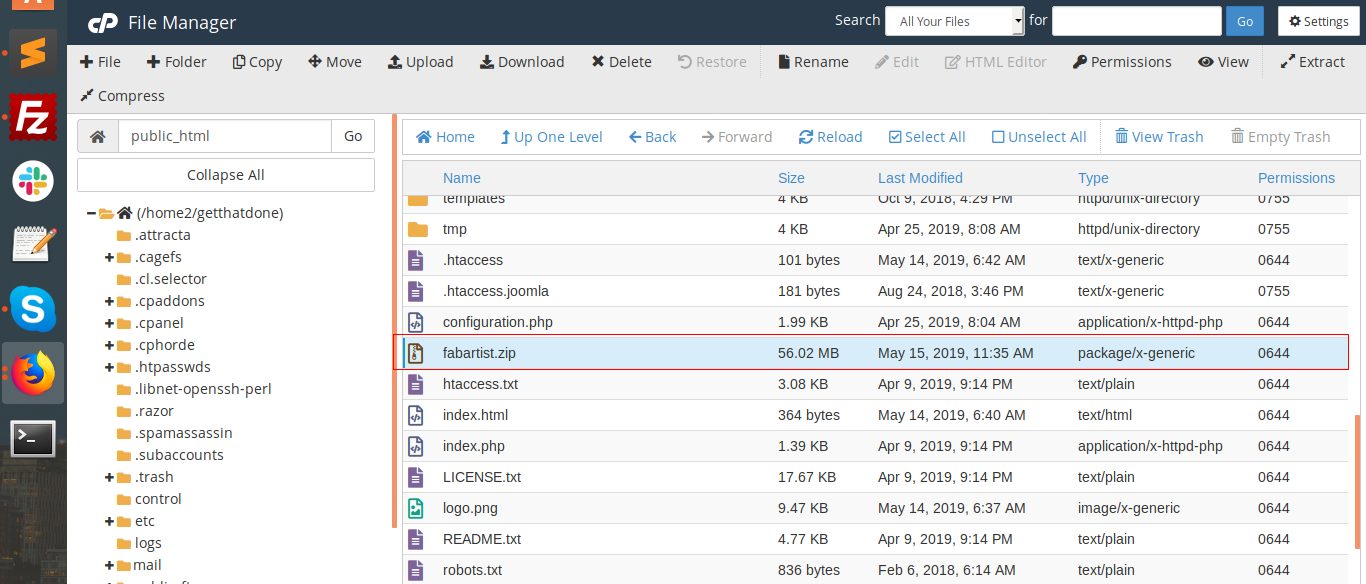 cP File Manager
Search All Your Files for Go Settings
File Folder Copy Move Upload Download Delete Restore Rename Edit HTML Editor Permissions View Extract
Compress
public_html Go
Collapse All
(/home2/getthatdone)
.attracta
.cagefs
.cl.selector
.cpaddons
.cpanel
.cphorde
.htpasswds
.libnet-openssh-perl
.razor
.spamassassin
.subaccounts
.trash
control
etc
logs
mail
Home Up One Level Back Forward Reload Select All Unselect All View Trash Empty Trash
Name Size Last Modified Type Permissions
templates 4 KB Oct 9, 2018, 4:29 PM httpd/unix-directory 0755
tmp 4 KB Apr 25, 2019, 8:08 AM httpd/unix-directory 0755
.htaccess 101 bytes May 14, 2019, 6:42 AM text/x-generic 0644
.htaccess.joomla 181 bytes Aug 24, 2018, 3:46 PM text/x-generic 0755
configuration.php 1.99 KB Apr 25, 2019, 8:04 AM application/x-httpd-php 0644
fabartist.zip 56.02 MB May 15, 2019, 11:35 AM package/x-generic 0644
htaccess.txt 3.08 KB Apr 9, 2019, 9:14 PM text/plain 0644
index.html 364 bytes May 14, 2019, 6:40 AM text/html 0644
index.php 1.39 KB Apr 9, 2019, 9:14 PM application/x-httpd-php 0644
LICENSE.txt 17.67 KB Apr 9, 2019, 9:14 PM text/plain 0644
logo.png 9.47 KB May 14, 2019, 6:37 AM image/x-generic 0644
README.txt 4.77 KB Apr 9, 2019, 9:14 PM text/plain 0644
robots.txt 836 bytes Feb 6, 2018, 6:14 AM text/plain 0644